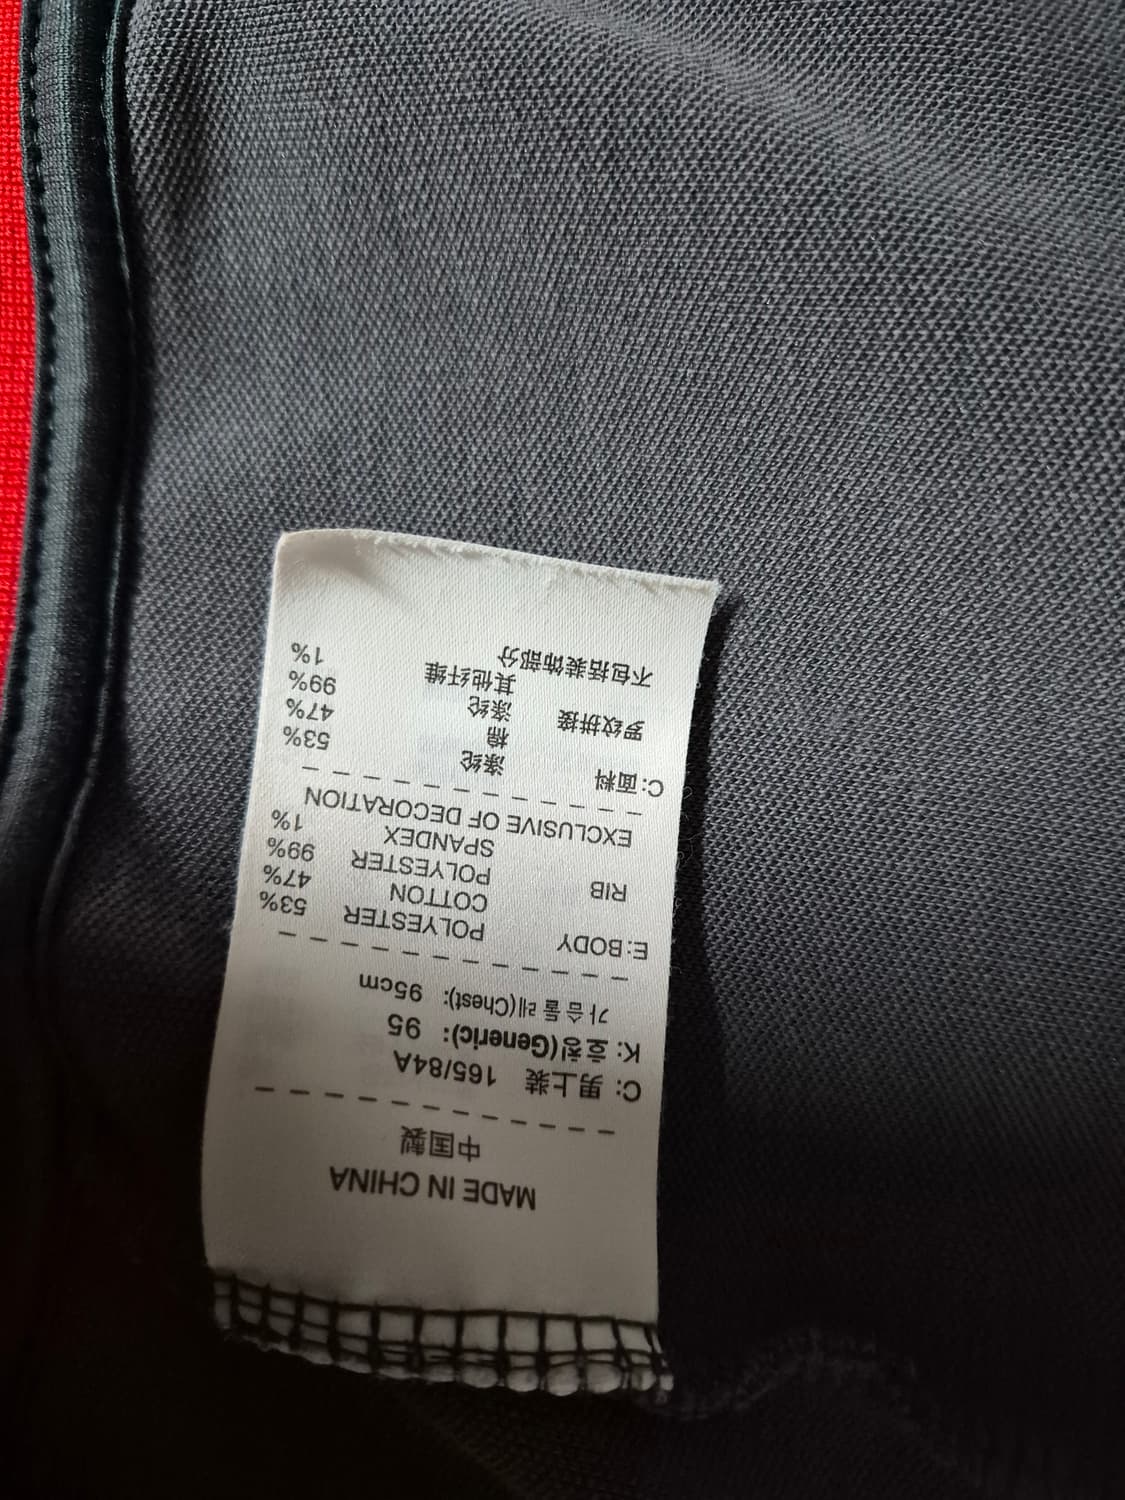 MADE IN CHINA
中国製
C: 男上装 165/84A
K: 호칭(Generic): 95
가슴둘레(Chest): 95cm
E:BODY POLYESTER 53%
COTTON 47%
RIB POLYESTER 99%
SPANDEX 1%
EXCLUSIVE OF DECORATION
C:面料 涤纶 53%
棉 47%
罗纹拼接 涤纶 99%
其他纤维 1%
不包括装饰部分